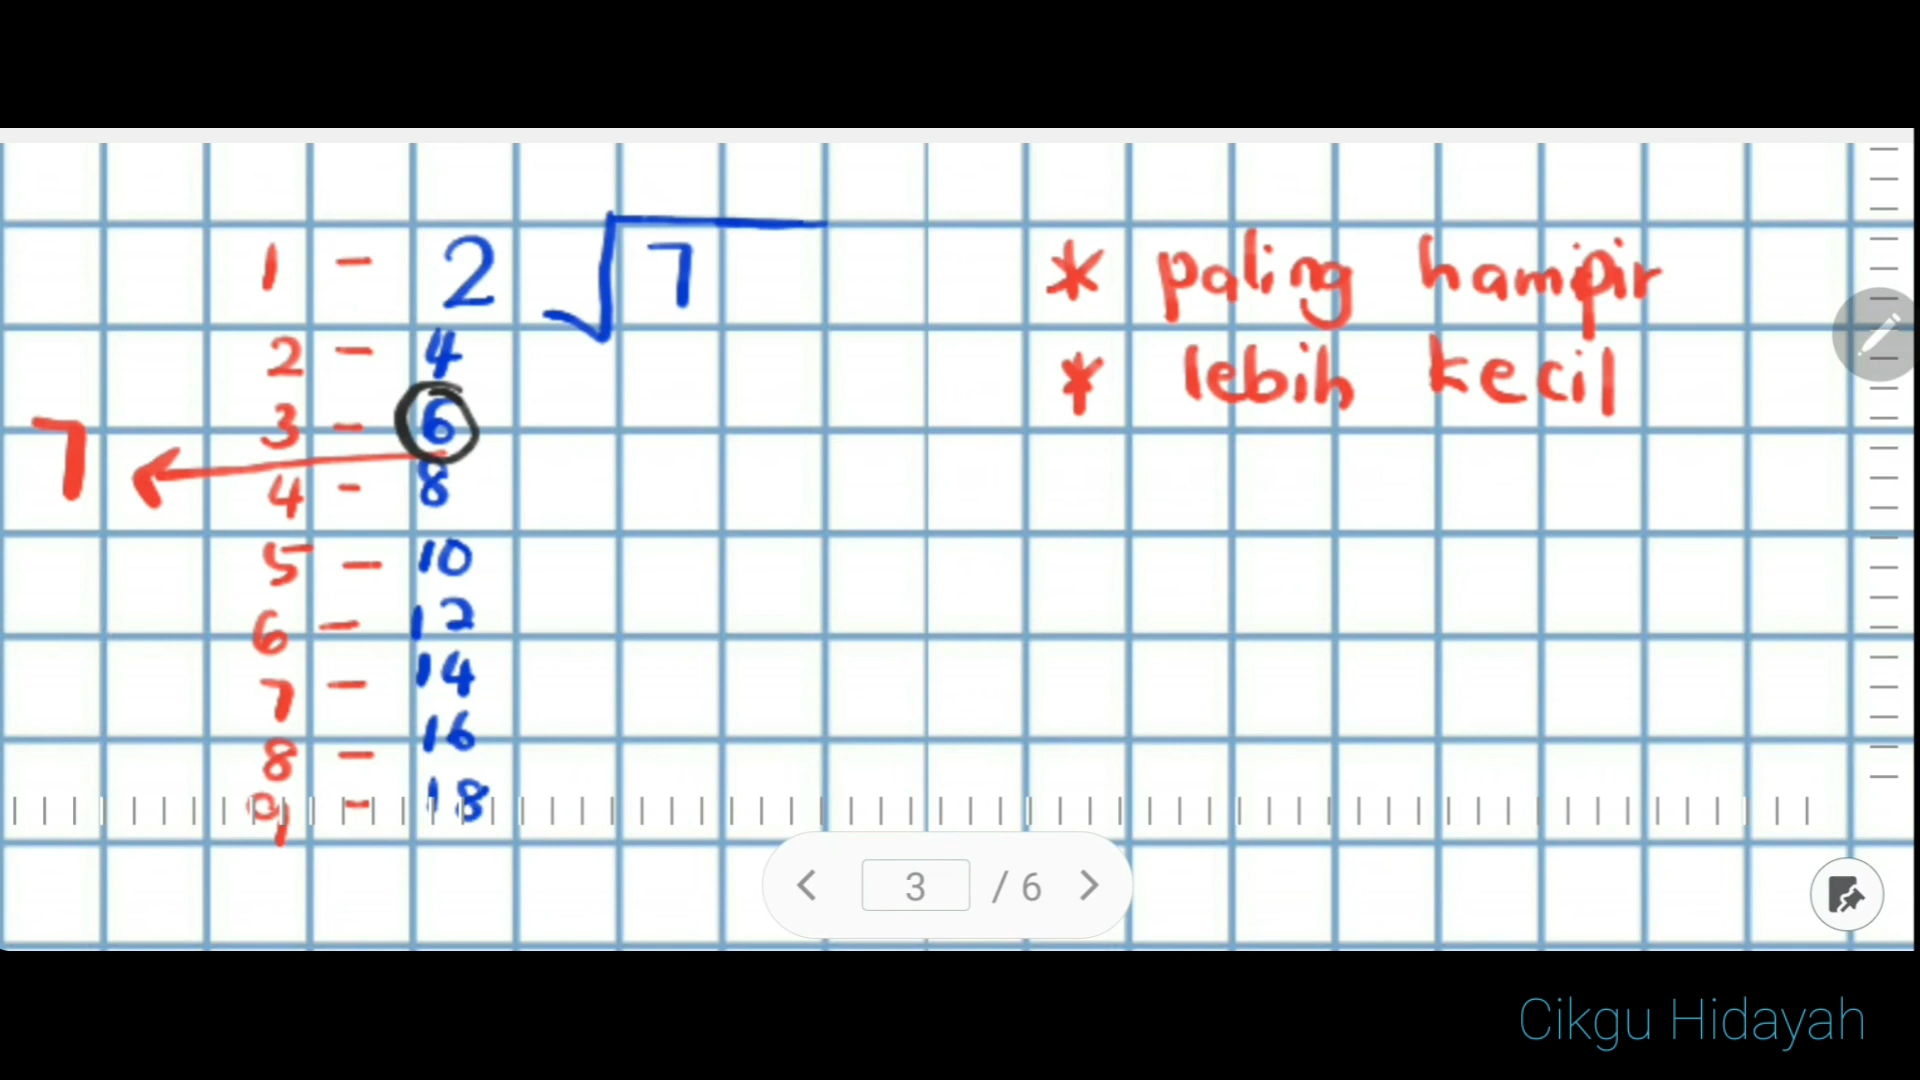 1 - 2 √7 * paling hampir
2 - 4 * lebih kecil
3 - 6
7
4 - 8
5 - 10
6 - 12
7 - 14
8 - 16
9 - 18
3 / 6
Cikgu Hidayah